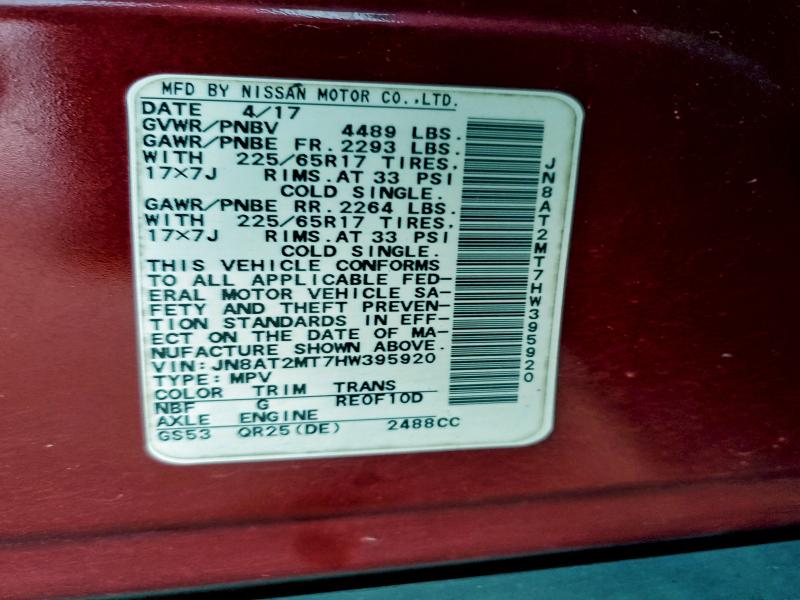 MFD BY NISSAN MOTOR CO.,LTD.
DATE 4/17
GVWR/PNBV 4489 LBS.
GAWR/PNBE FR. 2293 LBS.
WITH 225/65R17 TIRES.
17×7J RIMS.AT 33 PSI
COLD SINGLE.
GAWR/PNBE RR. 2264 LBS.
WITH 225/65R17 TIRES.
17×7J RIMS.AT 33 PSI
COLD SINGLE.
THIS VEHICLE CONFORMS
TO ALL APPLICABLE FED-
ERAL MOTOR VEHICLE SA-
FETY AND THEFT PREVEN-
TION STANDARDS IN EFF-
ECT ON THE DATE OF MA-
NUFACTURE SHOWN ABOVE.
VIN:JN8AT2MT7HW395920
TYPE:MPV
COLOR TRIM TRANS
NBF G RE0F10D
AXLE ENGINE
GS53 QR25(DE) 2488CC
JN8AT2MT7HW395920